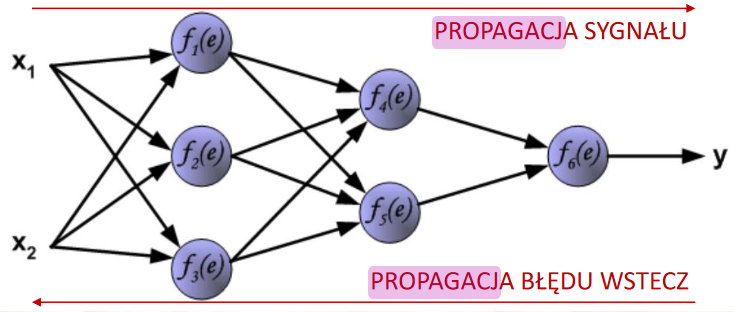 PROPAGACJA SYGNAŁU
x1
f1(e)
f4(e)
f2(e)
f6(e)
y
f5(e)
x2
f3(e)
PROPAGACJA BŁĘDU WSTECZ